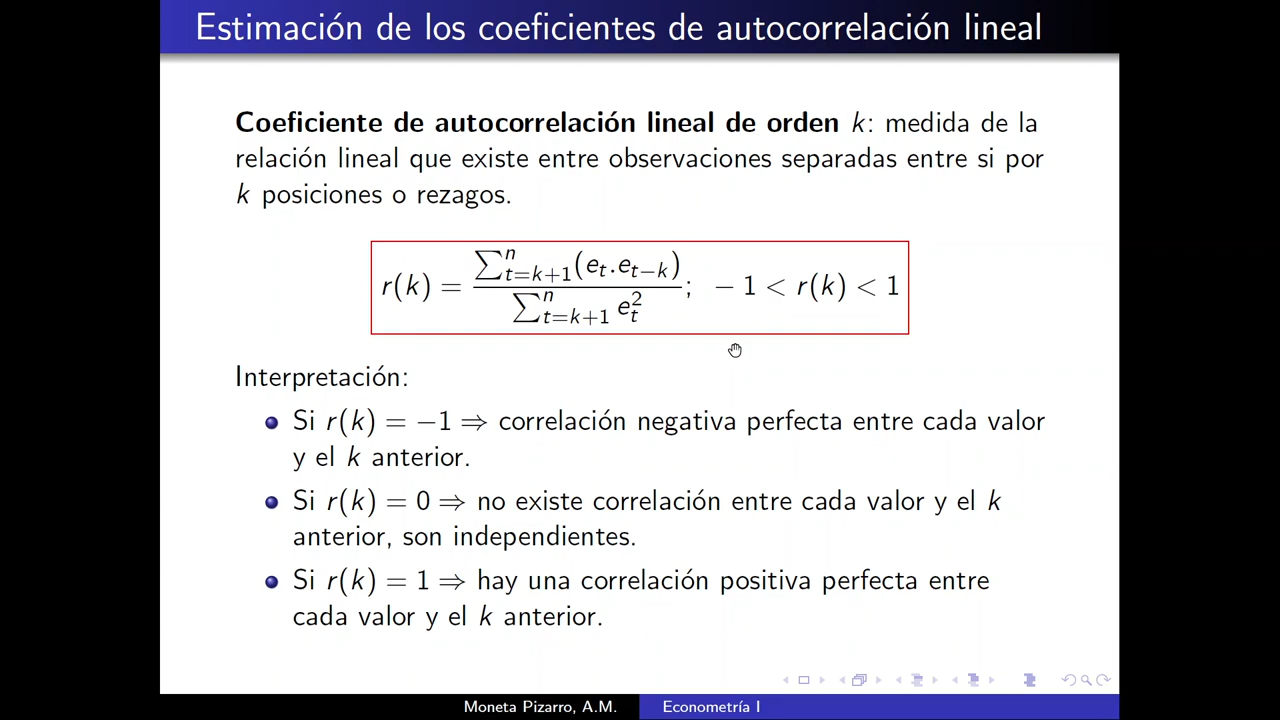 Estimación de los coeficientes de autocorrelación lineal
Coeficiente de autocorrelación lineal de orden k: medida de la
relación lineal que existe entre observaciones separadas entre si por
k posiciones o rezagos.
r(k) = \frac{\sum_{t=k+1}^{n}(e_t.e_{t-k})}{\sum_{t=k+1}^{n} e_t^2}; -1 < r(k) < 1
Interpretación:
Si r(k) = −1 ⇒ correlación negativa perfecta entre cada valor
y el k anterior.
Si r(k) = 0 ⇒ no existe correlación entre cada valor y el k
anterior, son independientes.
Si r(k) = 1 ⇒ hay una correlación positiva perfecta entre
cada valor y el k anterior.
Moneta Pizarro, A.M. Econometría I